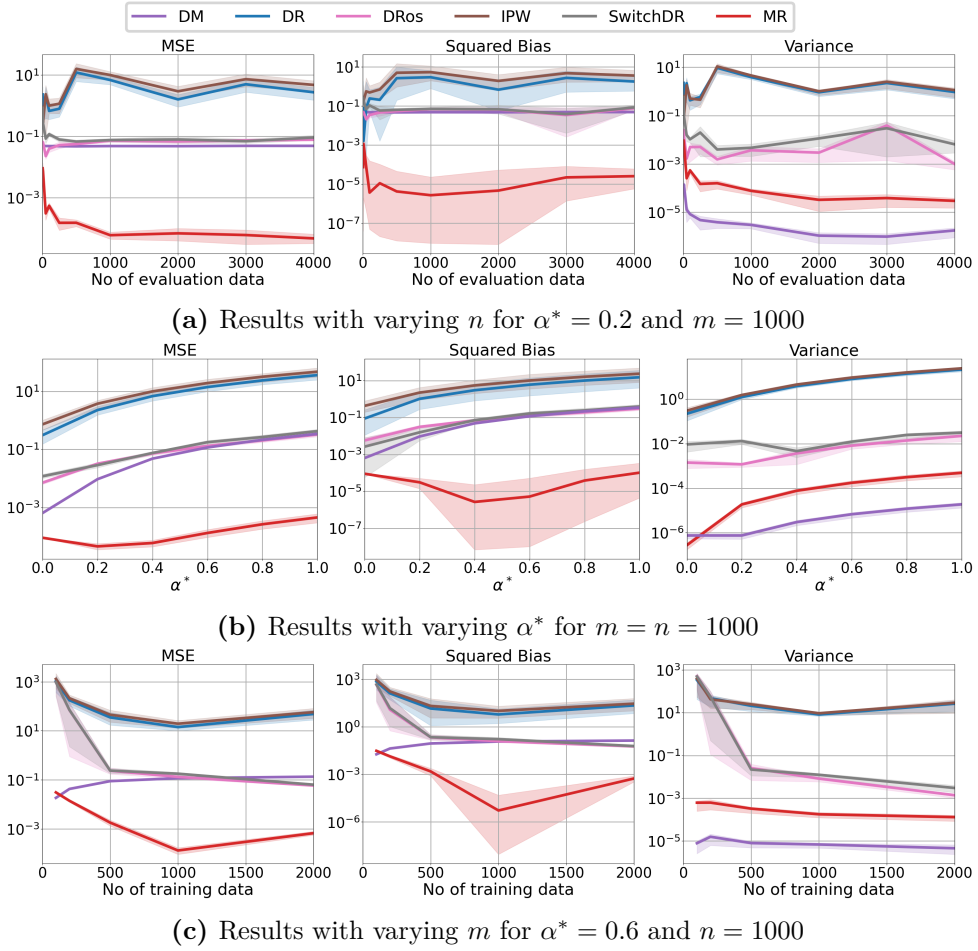 DM DR DRos IPW SwitchDR MR
MSE Squared Bias Variance
10^1 10^1 10^1
10^{-1} 10^{-1} 10^{-1}
10^{-3} 10^{-3} 10^{-3}
10^{-5} 10^{-5}
10^{-7}
0 1000 2000 3000 4000 0 1000 2000 3000 4000 0 1000 2000 3000 4000
No of evaluation data No of evaluation data No of evaluation data
(a) Results with varying n for α* = 0.2 and m = 1000
MSE Squared Bias Variance
10^1 10^1 10^0
10^{-1} 10^{-1} 10^{-2}
10^{-3} 10^{-3} 10^{-4}
10^{-5} 10^{-6}
10^{-7}
0.0 0.2 0.4 0.6 0.8 1.0 0.0 0.2 0.4 0.6 0.8 1.0 0.0 0.2 0.4 0.6 0.8 1.0
α* α* α*
(b) Results with varying α* for m = n = 1000
MSE Squared Bias Variance
10^3 10^3 10^3
10^1 10^0 10^1
10^{-1} 10^{-3} 10^{-1}
10^{-3} 10^{-6} 10^{-3}
10^{-5}
0 500 1000 1500 2000 0 500 1000 1500 2000 0 500 1000 1500 2000
No of training data No of training data No of training data
(c) Results with varying m for α* = 0.6 and n = 1000